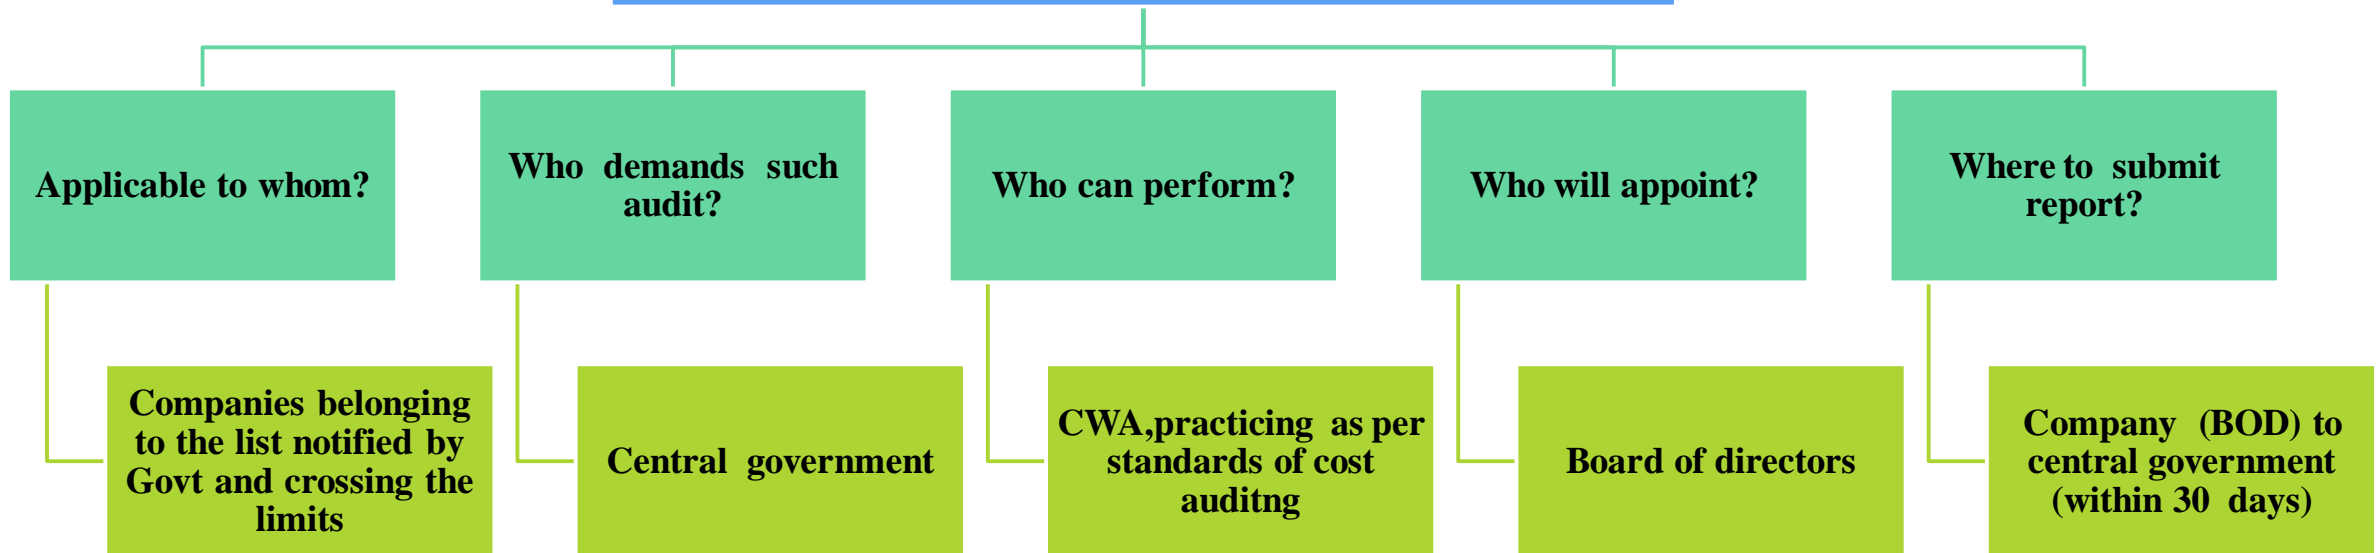 Applicable to whom?
Who demands such
audit?
Who can perform?
Who will appoint?
Where to submit
report?
Companies belonging
to the list notified by
Govt and crossing the
limits
Central government
CWA,practicing as per
standards of cost
auditng
Board of directors
Company (BOD) to
central government
(within 30 days)